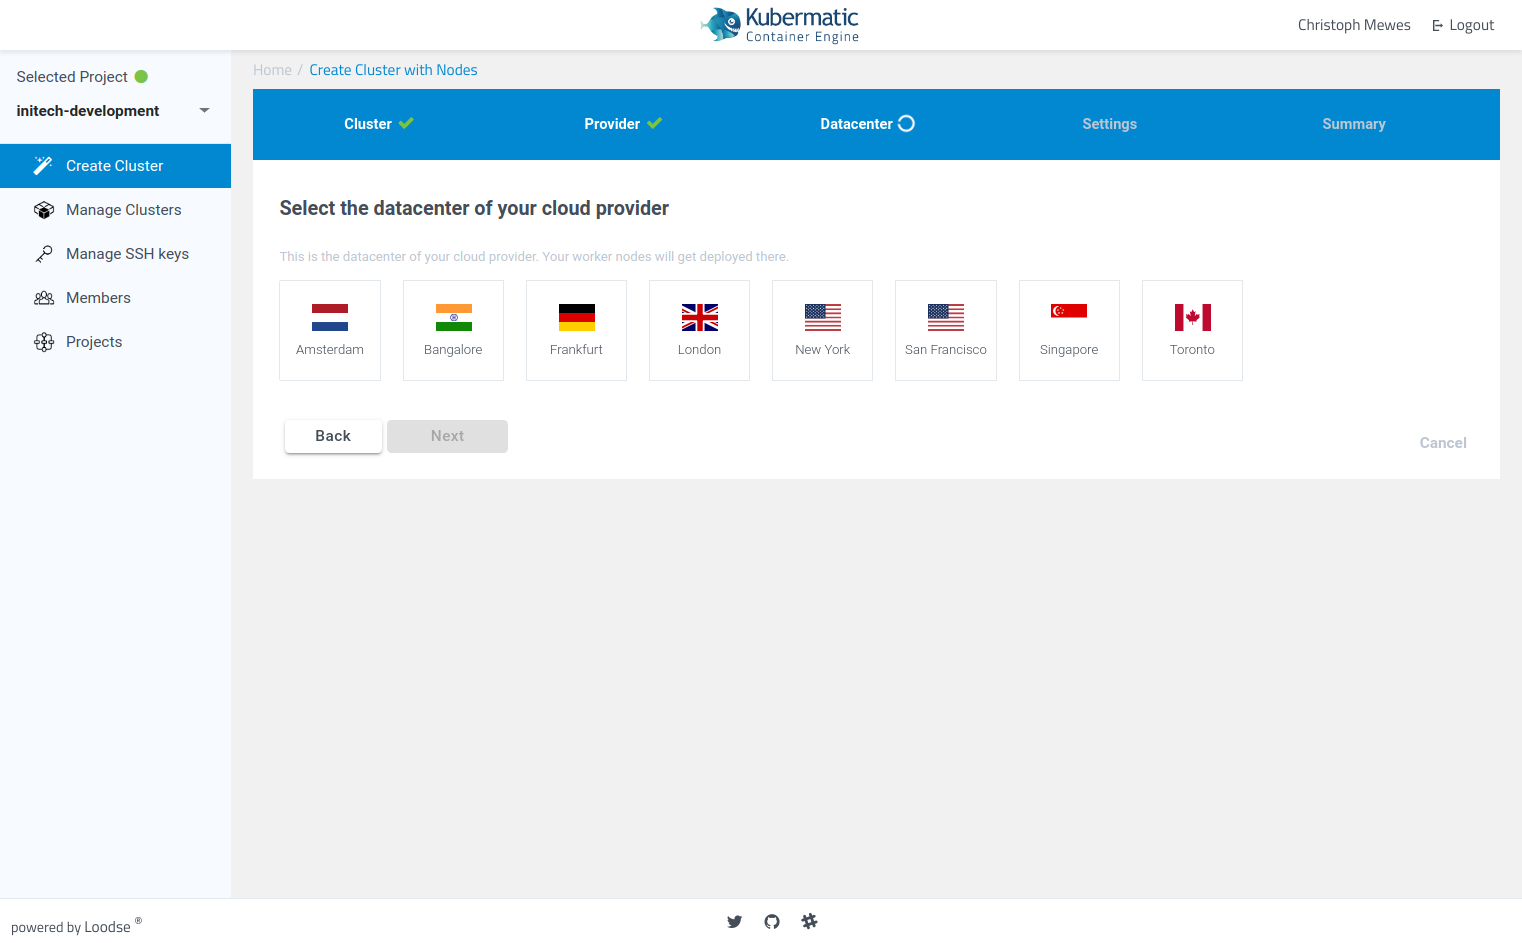 Kubermatic
Container Engine
Christoph Mewes
Logout
Selected Project
initech-development
Create Cluster
Manage Clusters
Manage SSH keys
Members
Projects
Home / Create Cluster with Nodes
Cluster
Provider
Datacenter
Settings
Summary
Select the datacenter of your cloud provider
This is the datacenter of your cloud provider. Your worker nodes will get deployed there.
Amsterdam
Bangalore
Frankfurt
London
New York
San Francisco
Singapore
Toronto
Back
Next
Cancel
powered by Loodse ®